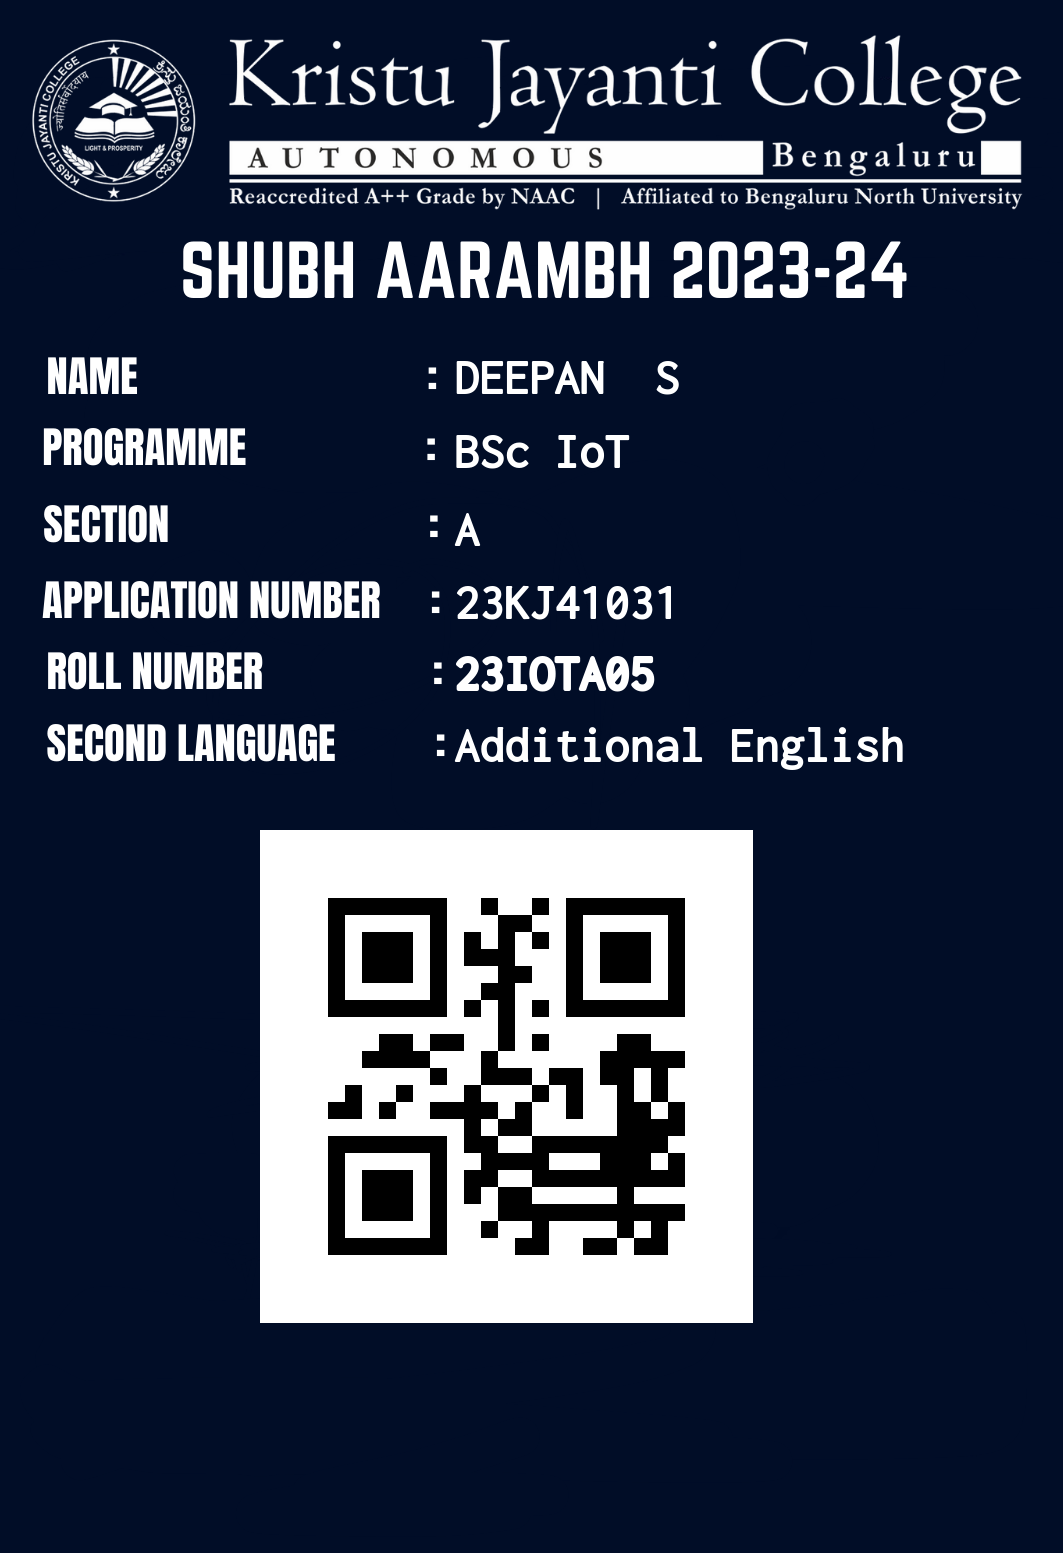 Kristu Jayanti College
AUTONOMOUS Bengaluru
Reaccredited A++ Grade by NAAC | Affiliated to Bengaluru North University
KRISTU JAYANTI COLLEGE
LIGHT & PROSPERITY
SHUBH AARAMBH 2023-24
NAME : DEEPAN S
PROGRAMME : BSc IoT
SECTION : A
APPLICATION NUMBER : 23KJ41031
ROLL NUMBER : 23IOTA05
SECOND LANGUAGE : Additional English